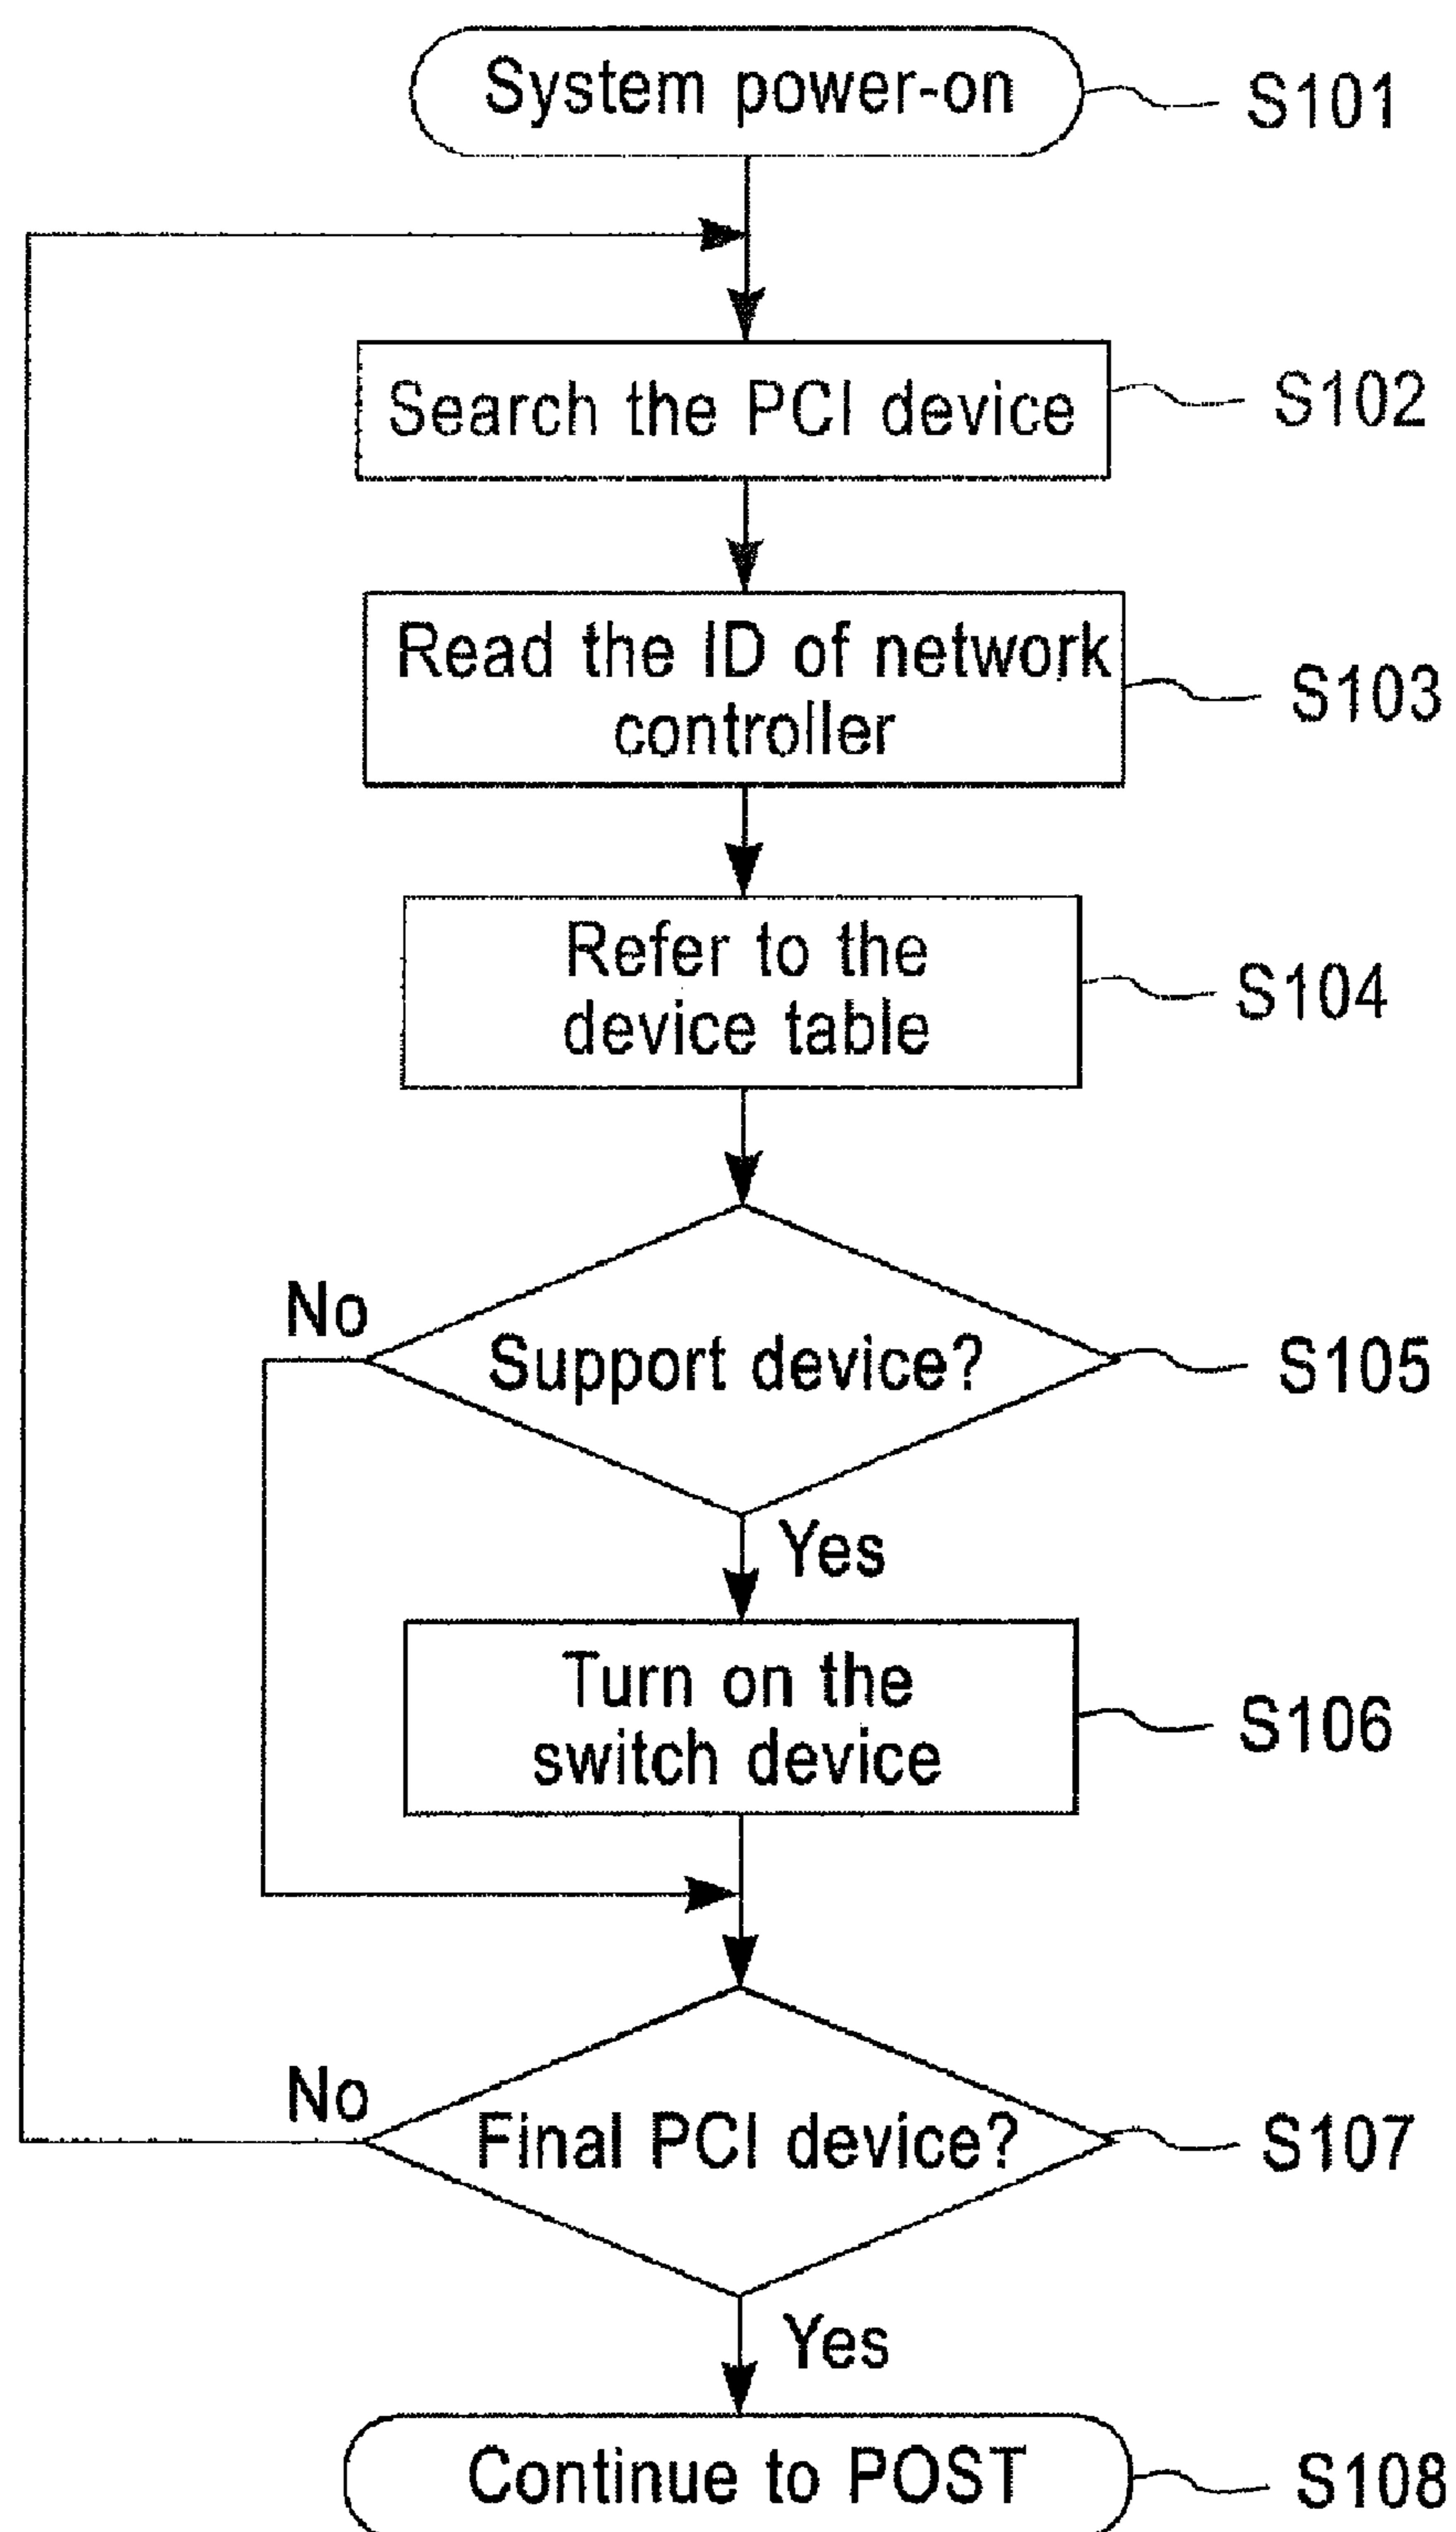 System power-on
S101
Search the PCI device
S102
Read the ID of network
controller
S103
Refer to the
device table
S104
No
Support device?
S105
Yes
Turn on the
switch device
S106
No
Final PCI device?
S107
Yes
Continue to POST
S108